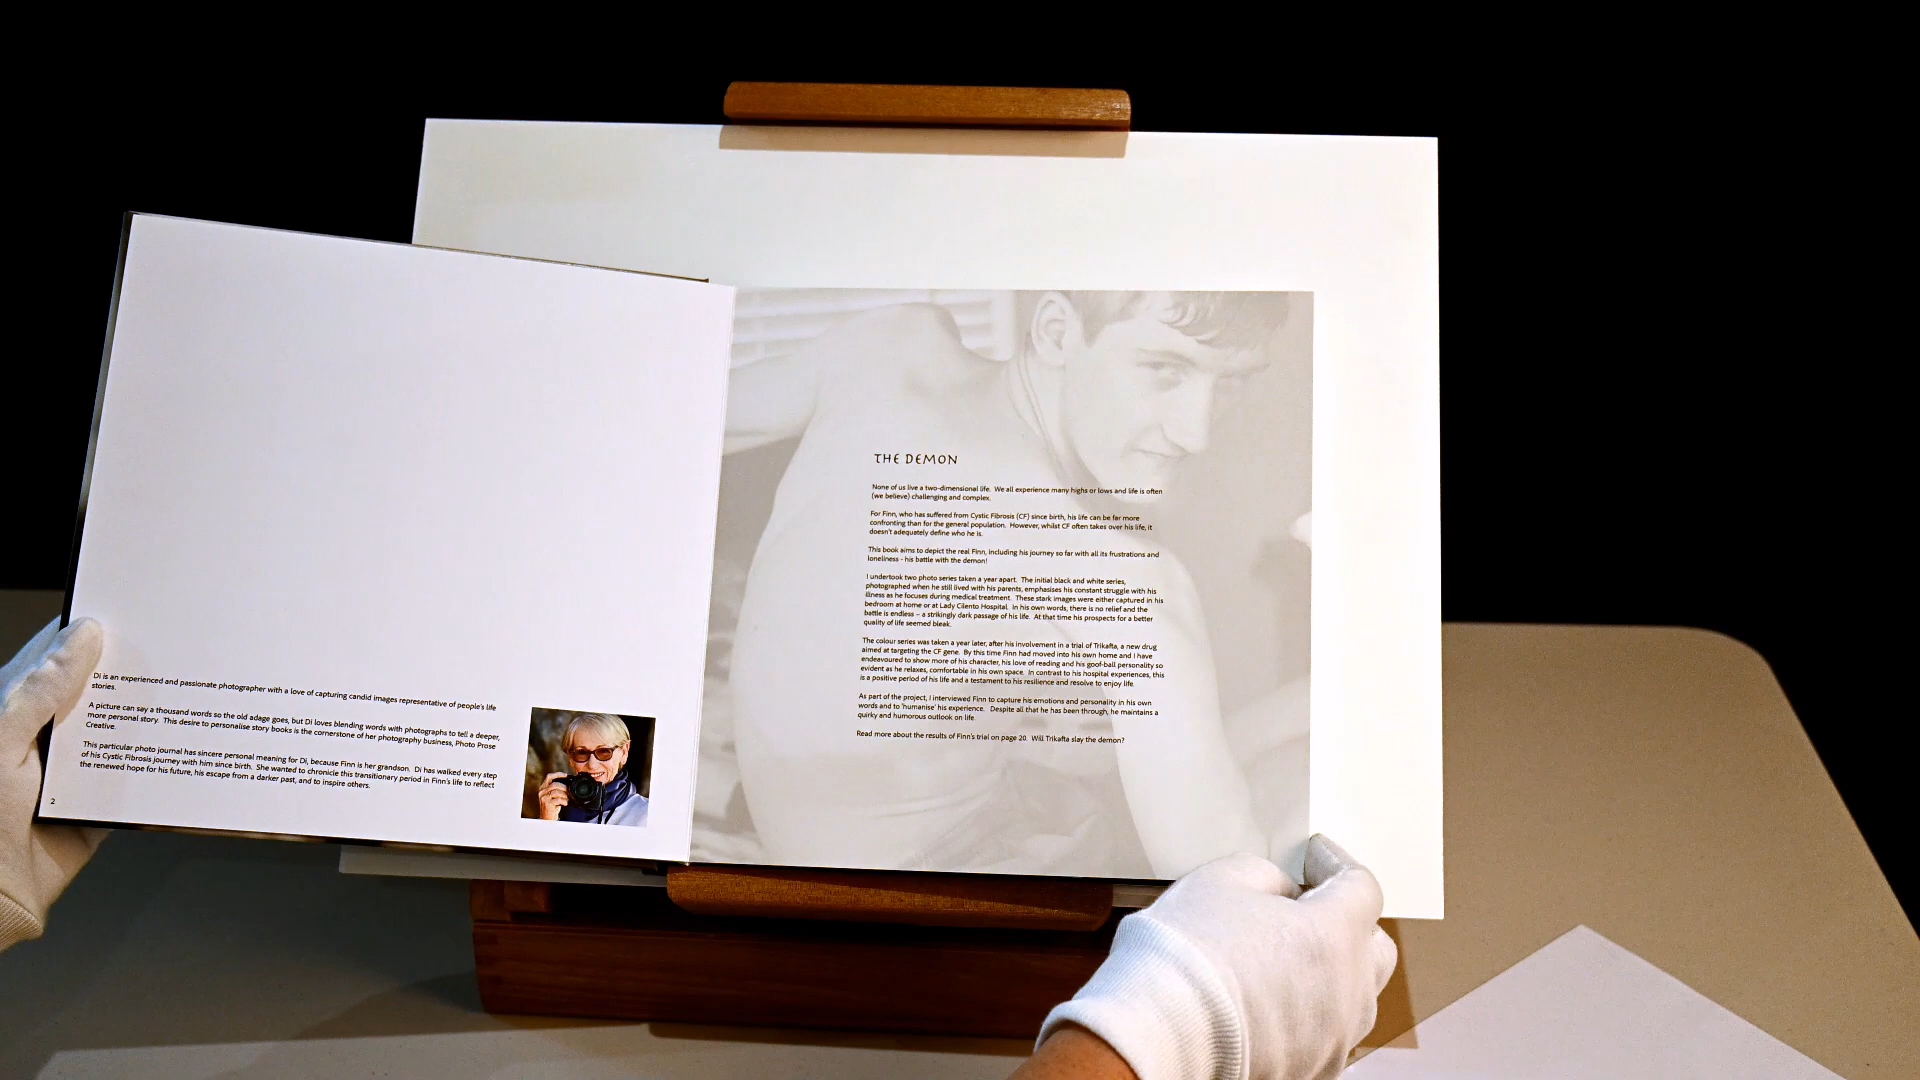 Di is an experienced and passionate photographer with a love of capturing candid images representative of people's life
stories.
A picture can say a thousand words so the old adage goes, but Di loves blending words with photographs to tell a deeper,
more personal story. This desire to personalise story books is the cornerstone of her photography business, Photo Prose
Creative.
This particular photo journal has sincere personal meaning for Di, because Finn is her grandson. Di has walked every step
of his Cystic Fibrosis journey with him since birth. She wanted to chronicle this transitionary period in Finn's life to reflect
the renewed hope for his future, his escape from a darker past, and to inspire others.
2
THE DEMON
None of us live a two-dimensional life. We all experience many highs or lows and life is often
(we believe) challenging and complex.
For Finn, who has suffered from Cystic Fibrosis (CF) since birth, his life can be far more
confronting than for the general population. However, whilst CF often takes over his life, it
doesn't adequately define who he is.
This book aims to depict the real Finn, including his journey so far with all its frustrations and
loneliness - his battle with the demon!
I undertook two photo series taken a year apart. The initial black and white series,
photographed when he still lived with his parents, emphasises his constant struggle with his
illness as he focuses during medical treatment. These stark images were either captured in his
bedroom at home or at Lady Cilento Hospital. In his own words, there is no relief and the
battle is endless – a strikingly dark passage of his life. At that time his prospects for a better
quality of life seemed bleak.
The colour series was taken a year later, after his involvement in a trial of Trikafta, a new drug
aimed at targeting the CF gene. By this time Finn had moved into his own home and I have
endeavoured to show more of his character, his love of reading and his goof-ball personality so
evident as he relaxes, comfortable in his own space. In contrast to his hospital experiences, this
is a positive period of his life and a testament to his resilience and resolve to enjoy life.
As part of the project, I interviewed Finn to capture his emotions and personality in his own
words and to 'humanise' his experience. Despite all that he has been through, he maintains a
quirky and humorous outlook on life.
Read more about the results of Finn's trial on page 20. Will Trikafta slay the demon?